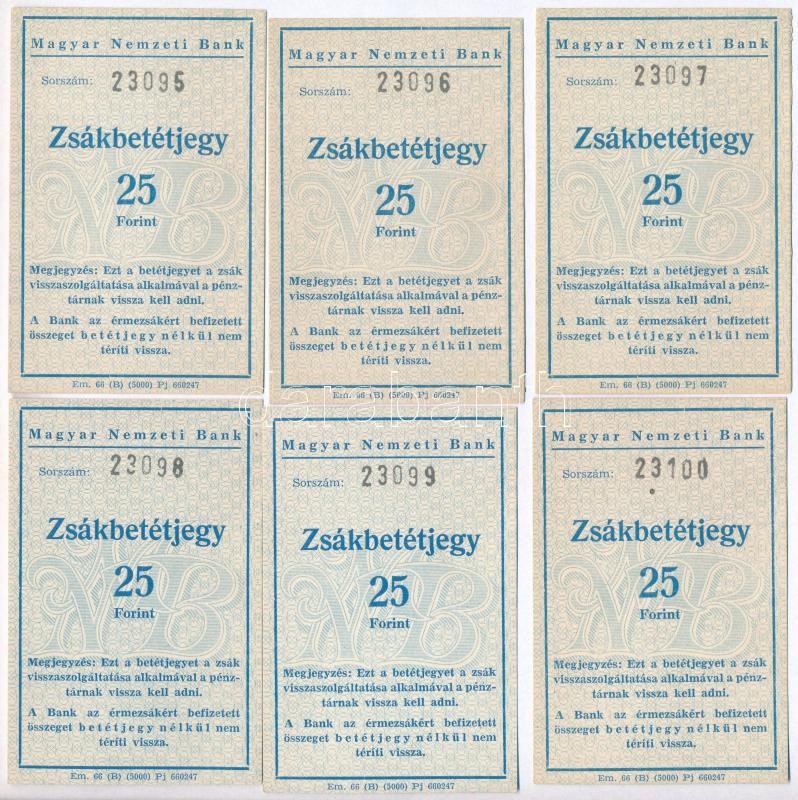 Magyar Nemzeti Bank
Sorszám: 23095
Zsákbetétjegy
25
Forint
Megjegyzés: Ezt a betétjegyet a zsák
visszaszolgáltatása alkalmával a pénz-
tárnak vissza kell adni.
A Bank az érmezsákért befizetett
összeget betétjegy nélkül nem
téríti vissza.
Em. 66 (B) (5000) Pj 660247
Magyar Nemzeti Bank
Sorszám: 23096
Zsákbetétjegy
25
Forint
Megjegyzés: Ezt a betétjegyet a zsák
visszaszolgáltatása alkalmával a pénz-
tárnak vissza kell adni.
A Bank az érmezsákért befizetett
összeget betétjegy nélkül nem
téríti vissza.
Em. 66 (B) (5000) Pj 660247
Magyar Nemzeti Bank
Sorszám: 23097
Zsákbetétjegy
25
Forint
Megjegyzés: Ezt a betétjegyet a zsák
visszaszolgáltatása alkalmával a pénz-
tárnak vissza kell adni.
A Bank az érmezsákért befizetett
összeget betétjegy nélkül nem
téríti vissza.
Em. 66 (B) (5000) Pj 660247
darabanth
Magyar Nemzeti Bank
Sorszám: 23098
Zsákbetétjegy
25
Forint
Megjegyzés: Ezt a betétjegyet a zsák
visszaszolgáltatása alkalmával a pénz-
tárnak vissza kell adni.
A Bank az érmezsákért befizetett
összeget betétjegy nélkül nem
téríti vissza.
Em. 66 (B) (5000) Pj 660247
Magyar Nemzeti Bank
Sorszám: 23099
Zsákbetétjegy
25
Forint
Megjegyzés: Ezt a betétjegyet a zsák
visszaszolgáltatása alkalmával a pénz-
tárnak vissza kell adni.
A Bank az érmezsákért befizetett
összeget betétjegy nélkül nem
téríti vissza.
Em. 66 (B) (5000) Pj 660247
Magyar Nemzeti Bank
Sorszám: 23100
Zsákbetétjegy
25
Forint
Megjegyzés: Ezt a betétjegyet a zsák
visszaszolgáltatása alkalmával a pénz-
tárnak vissza kell adni.
A Bank az érmezsákért befizetett
összeget betétjegy nélkül nem
téríti vissza.
Em. 66 (B) (5000) Pj 660247